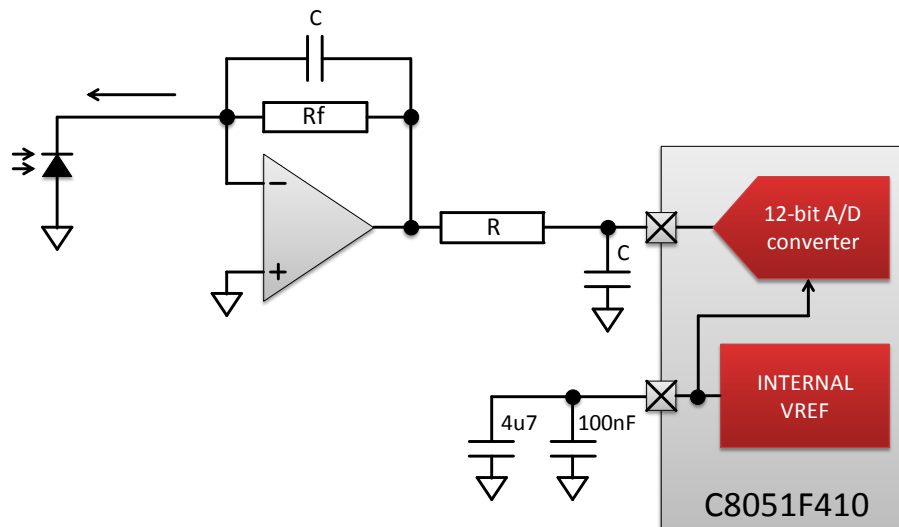 C
Rf
−
+
R
C
12-bit A/D
converter
4u7
100nF
INTERNAL
VREF
C8051F410